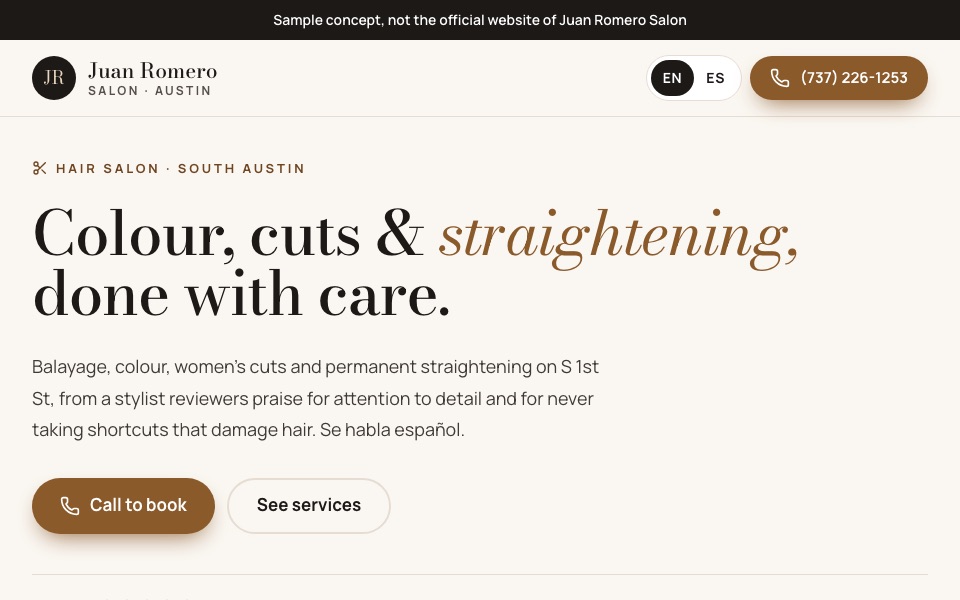 Sample concept, not the official website of Juan Romero Salon
JR
Juan Romero
SALON · AUSTIN
EN
ES
(737) 226-1253
HAIR SALON · SOUTH AUSTIN
Colour, cuts & straightening,
done with care.
Balayage, colour, women's cuts and permanent straightening on S 1st
St, from a stylist reviewers praise for attention to detail and for never
taking shortcuts that damage hair. Se habla español.
Call to book
See services